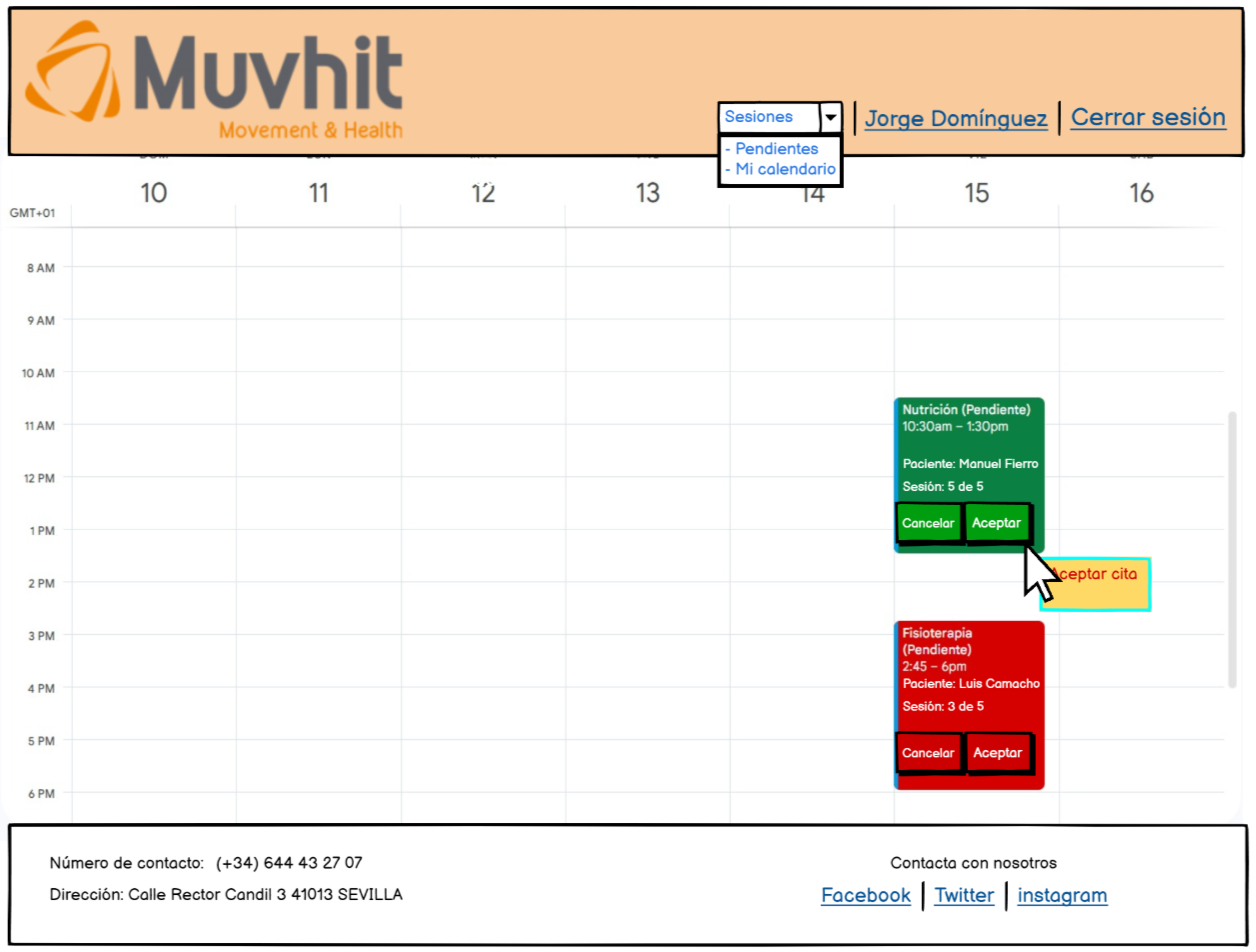 Muvhit
Movement & Health
Sesiones
- Pendientes
- Mi calendario
Jorge Domínguez
Cerrar sesión
10
11
12
13
14
15
16
GMT+01
8 AM
9 AM
10 AM
11 AM
12 PM
1 PM
2 PM
3 PM
4 PM
5 PM
6 PM
Nutrición (Pendiente)
10:30am – 1:30pm
Paciente: Manuel Fierro
Sesión: 5 de 5
Cancelar
Aceptar
Aceptar cita
Fisioterapia
(Pendiente)
2:45 – 6pm
Paciente: Luis Camacho
Sesión: 3 de 5
Cancelar
Aceptar
Número de contacto: (+34) 644 43 27 07
Dirección: Calle Rector Candil 3 41013 SEVILLA
Contacta con nosotros
Facebook
Twitter
instagram